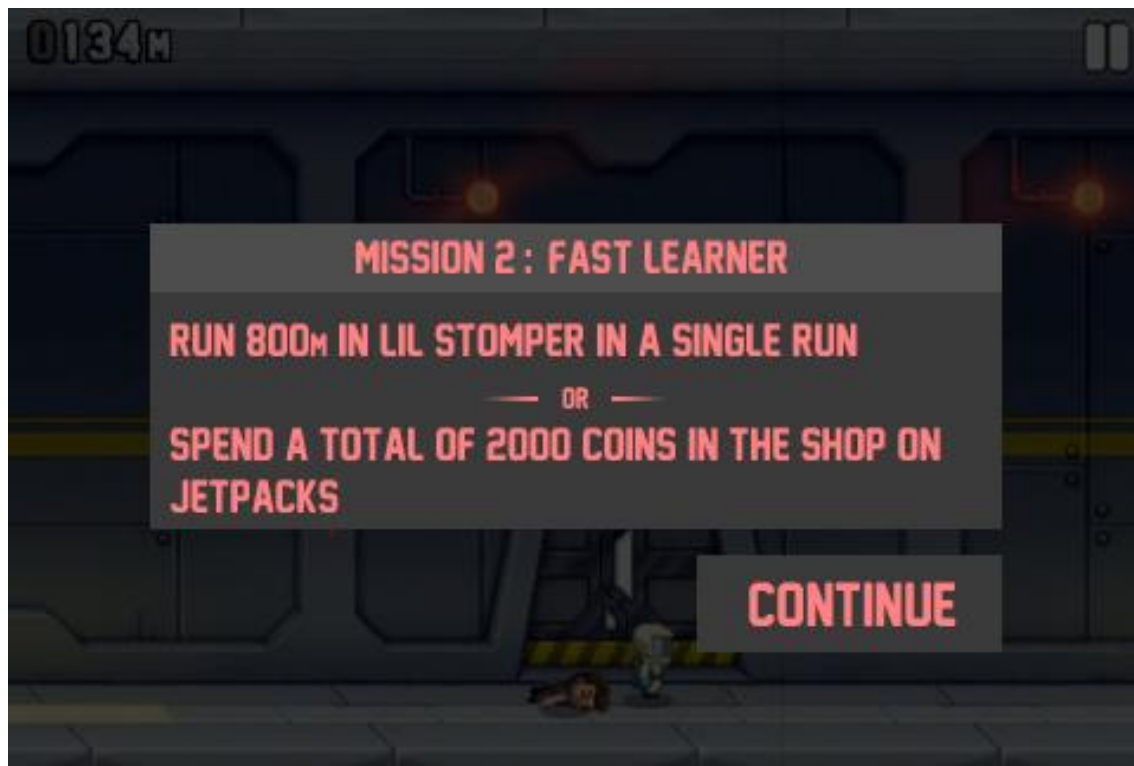 0134M
MISSION 2 : FAST LEARNER
RUN 800M IN LIL STOMPER IN A SINGLE RUN
OR
SPEND A TOTAL OF 2000 COINS IN THE SHOP ON
JETPACKS
CONTINUE